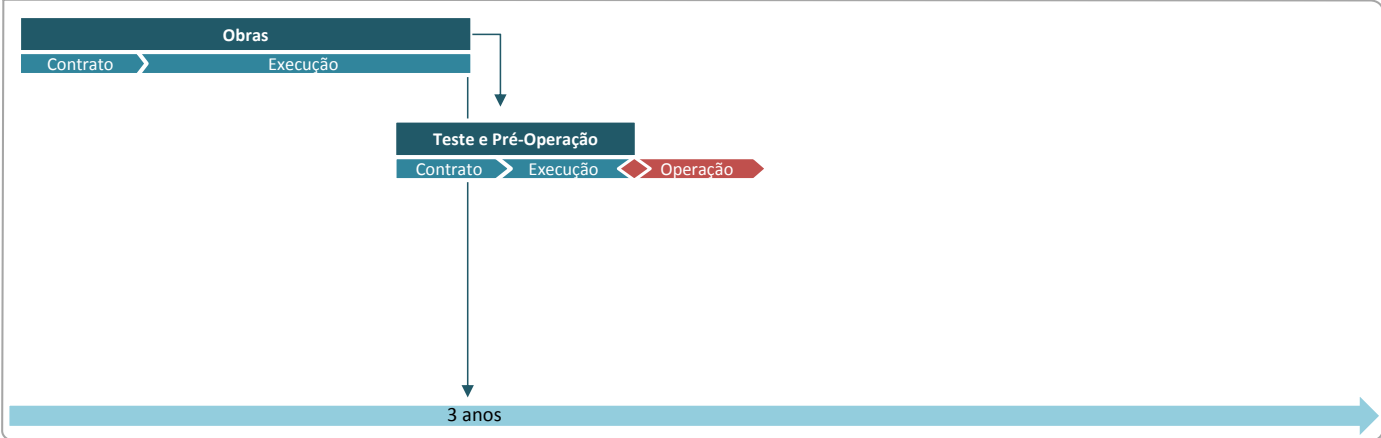 Obras
Contrato Execução
Teste e Pré-Operação
Contrato Execução Operação
3 anos